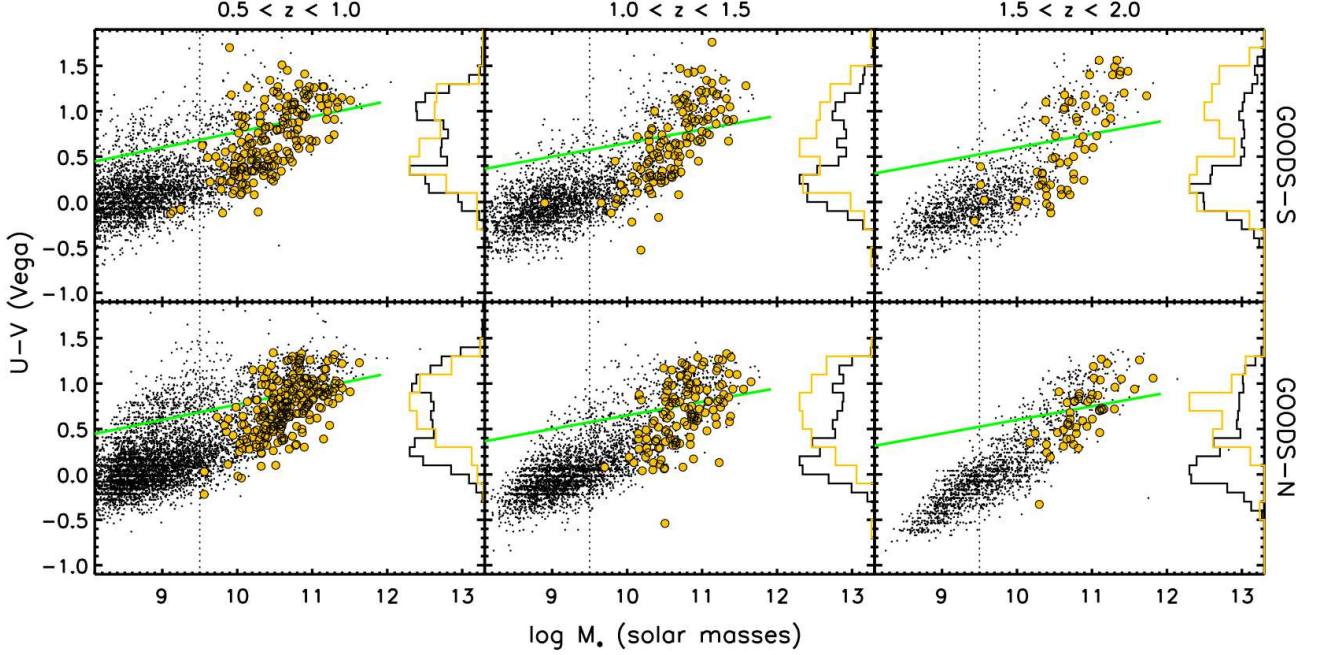 0.5 < z < 1.0
1.0 < z < 1.5
1.5 < z < 2.0
1.5
1.0
0.5
0.0
−0.5
−1.0
GOODS−S
U−V (Vega)
1.5
1.0
0.5
0.0
−0.5
−1.0
GOODS−N
9 10 11 12 13 9 10 11 12 13 9 10 11 12 13
log M* (solar masses)